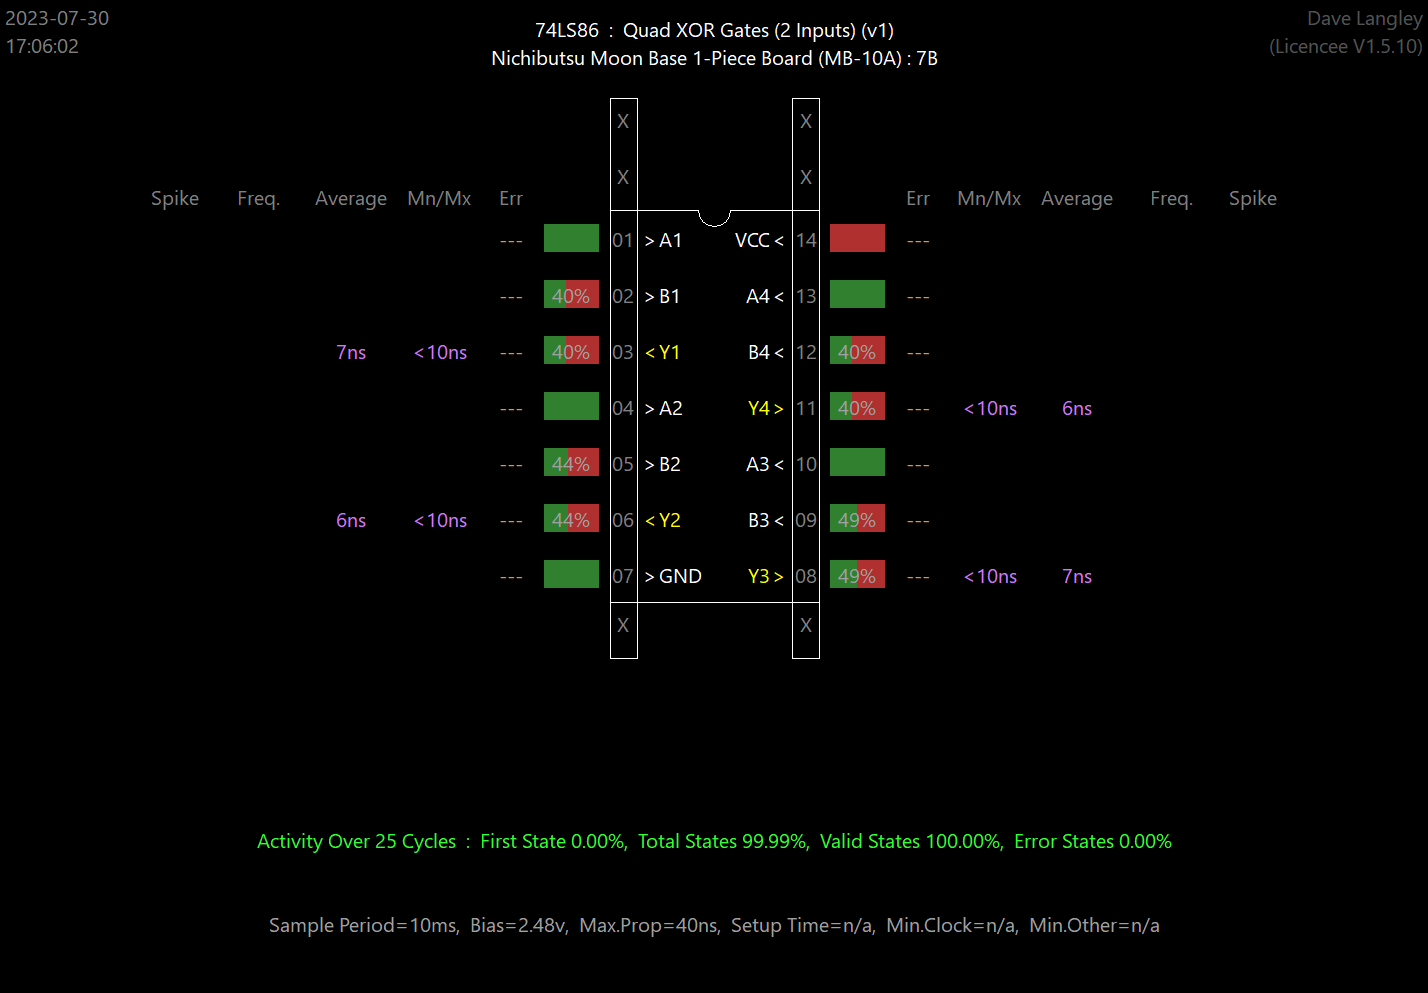 2023-07-30
17:06:02
74LS86 : Quad XOR Gates (2 Inputs) (v1)
Nichibutsu Moon Base 1-Piece Board (MB-10A) : 7B
Dave Langley
(Licencee V1.5.10)
X X
X X
Spike Freq. Average Mn/Mx Err Err Mn/Mx Average Freq. Spike
--- 01 >A1 VCC< 14 ---
--- 40% 02 >B1 A4< 13 ---
7ns <10ns --- 40% 03 <Y1 B4< 12 40% ---
--- 04 >A2 Y4> 11 40% --- <10ns 6ns
--- 44% 05 >B2 A3< 10 ---
6ns <10ns --- 44% 06 <Y2 B3< 09 49% ---
--- 07 >GND Y3> 08 49% --- <10ns 7ns
X X
Activity Over 25 Cycles : First State 0.00%, Total States 99.99%, Valid States 100.00%, Error States 0.00%
Sample Period=10ms, Bias=2.48v, Max.Prop=40ns, Setup Time=n/a, Min.Clock=n/a, Min.Other=n/a